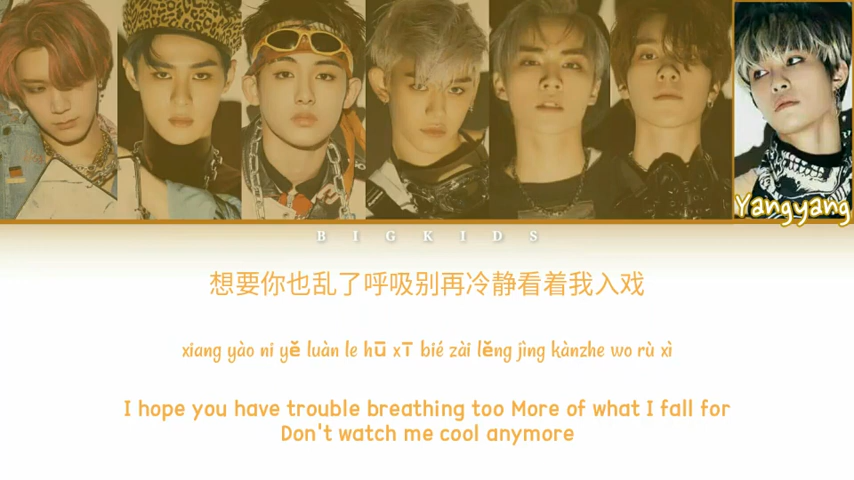 Yangyang
BIGKIDS
想要你也乱了呼吸别再冷静看着我入戏
xiang yào ni yě luàn le hū xī bié zài lěng jìng kànzhe wo rù xì
I hope you have trouble breathing too More of what I fall for
Don't watch me cool anymore